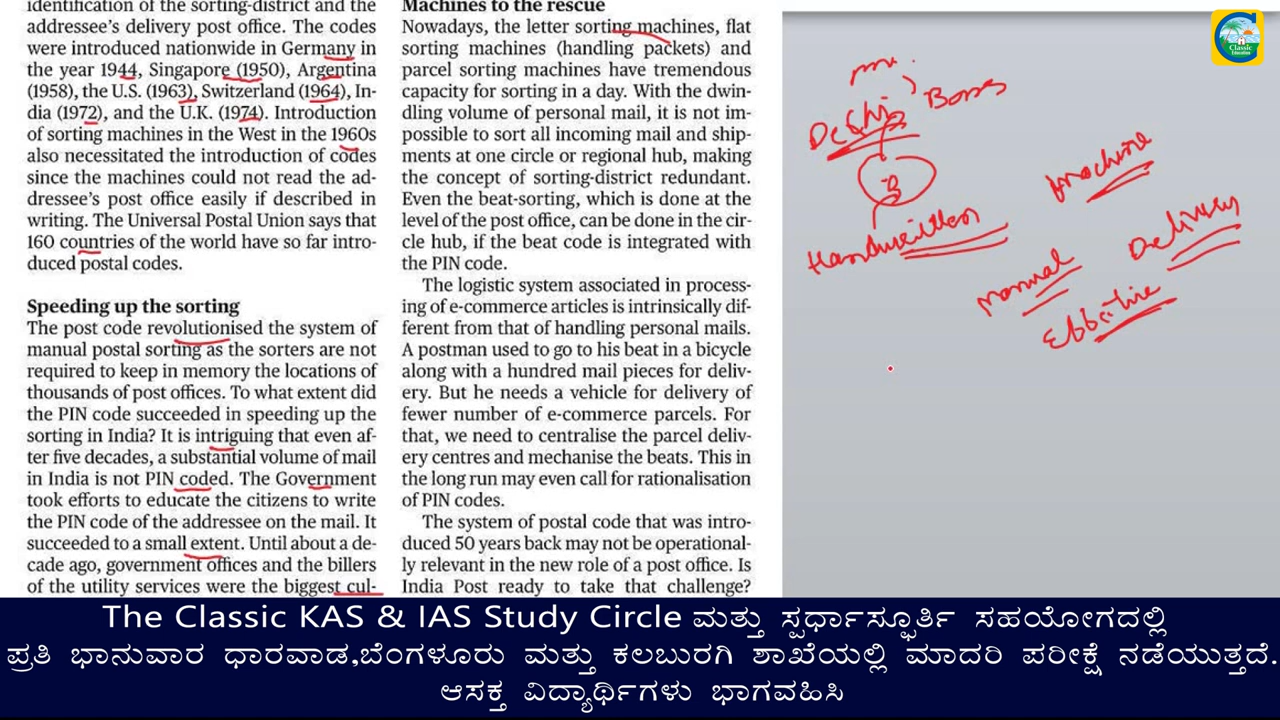 identification of the sorting-district and the
addressee's delivery post office. The codes
were introduced nationwide in Germany in
the year 1944, Singapore (1950), Argentina
(1958), the U.S. (1963), Switzerland (1964), In-
dia (1972), and the U.K. (1974). Introduction
of sorting machines in the West in the 1960s
also necessitated the introduction of codes
since the machines could not read the ad-
dressee's post office easily if described in
writing. The Universal Postal Union says that
160 countries of the world have so far intro-
duced postal codes.
Speeding up the sorting
The post code revolutionised the system of
manual postal sorting as the sorters are not
required to keep in memory the locations of
thousands of post offices. To what extent did
the PIN code succeeded in speeding up the
sorting in India? It is intriguing that even af-
ter five decades, a substantial volume of mail
in India is not PIN coded. The Government
took efforts to educate the citizens to write
the PIN code of the addressee on the mail. It
succeeded to a small extent. Until about a de-
cade ago, government offices and the billers
of the utility services were the biggest cul-
Machines to the rescue
Nowadays, the letter sorting machines, flat
sorting machines (handling packets) and
parcel sorting machines have tremendous
capacity for sorting in a day. With the dwin-
dling volume of personal mail, it is not im-
possible to sort all incoming mail and ship-
ments at one circle or regional hub, making
the concept of sorting-district redundant.
Even the beat-sorting, which is done at the
level of the post office, can be done in the cir-
cle hub, if the beat code is integrated with
the PIN code.
The logistic system associated in process-
ing of e-commerce articles is intrinsically dif-
ferent from that of handling personal mails.
A postman used to go to his beat in a bicycle
along with a hundred mail pieces for deliv-
ery. But he needs a vehicle for delivery of
fewer number of e-commerce parcels. For
that, we need to centralise the parcel deliv-
ery centres and mechanise the beats. This in
the long run may even call for rationalisation
of PIN codes.
The system of postal code that was intro-
duced 50 years back may not be operational-
ly relevant in the new role of a post office. Is
India Post ready to take that challenge?
Handwritten
machine
manual
Delivery
Classic
Education
The Classic KAS & IAS Study Circle ಮತ್ತು ಸ್ಪರ್ಧಾಸ್ಫೂರ್ತಿ ಸಹಯೋಗದಲ್ಲಿ
ಪ್ರತಿ ಭಾನುವಾರ ಧಾರವಾಡ,ಬೆಂಗಳೂರು ಮತ್ತು ಕಲಬುರಗಿ ಶಾಖೆಯಲ್ಲಿ ಮಾದರಿ ಪರೀಕ್ಷೆ ನಡೆಯುತ್ತದೆ.
ಆಸಕ್ತ ವಿದ್ಯಾರ್ಥಿಗಳು ಭಾಗವಹಿಸಿ